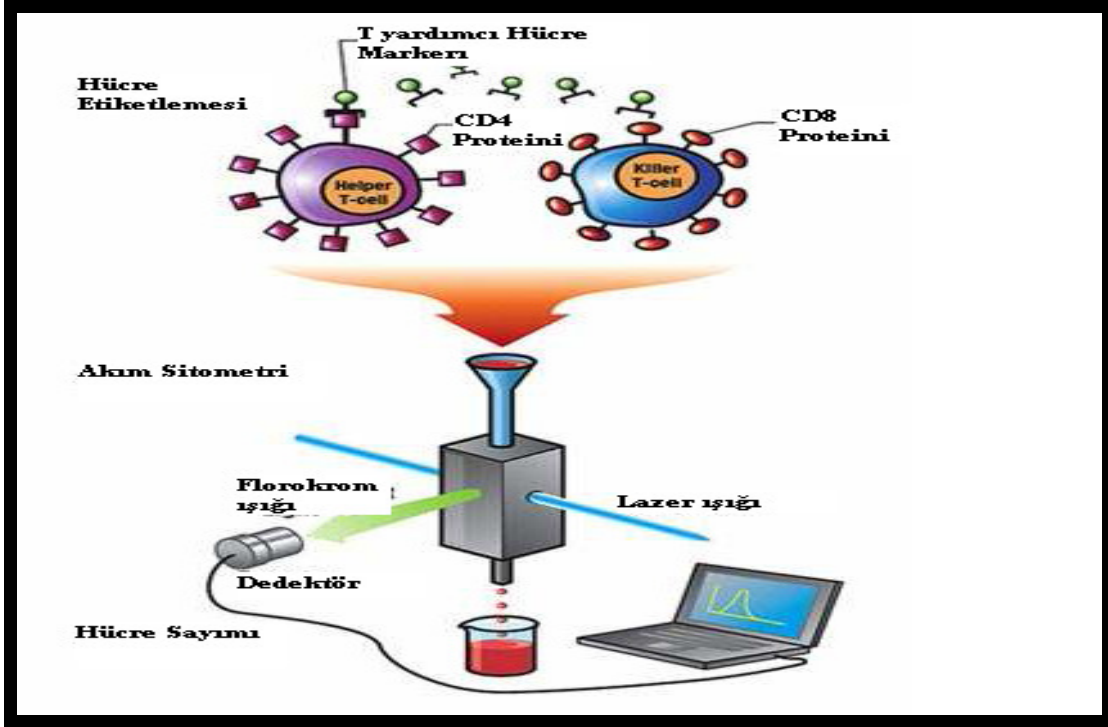 T yardımcı Hücre
Markerı
Hücre
Etiketlemesi
CD4
Proteini
CD8
Proteini
Helper
T-cell
Killer
T-cell
Akım Sitometri
Florokrom
ışığı
Lazer ışığı
Dedektör
Hücre Sayımı